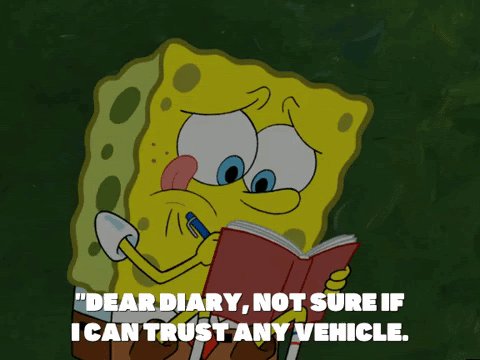 "DEAR DIARY, NOT SURE IF
I CAN TRUST ANY VEHICLE.